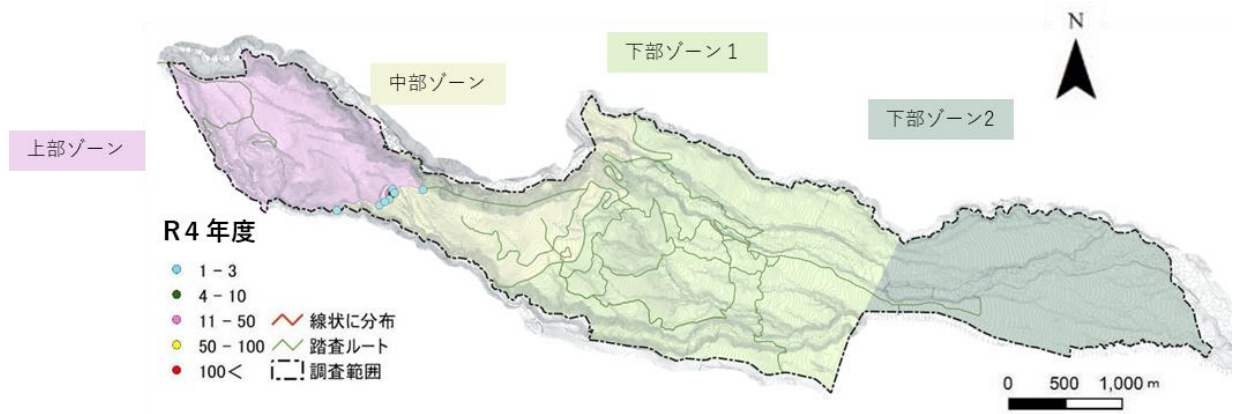 N
下部ゾーン1
中部ゾーン
下部ゾーン2
上部ゾーン
R4年度
1-3
4-10
11-50 線状に分布
50-100 踏査ルート
100< 調査範囲
0 500 1,000 m